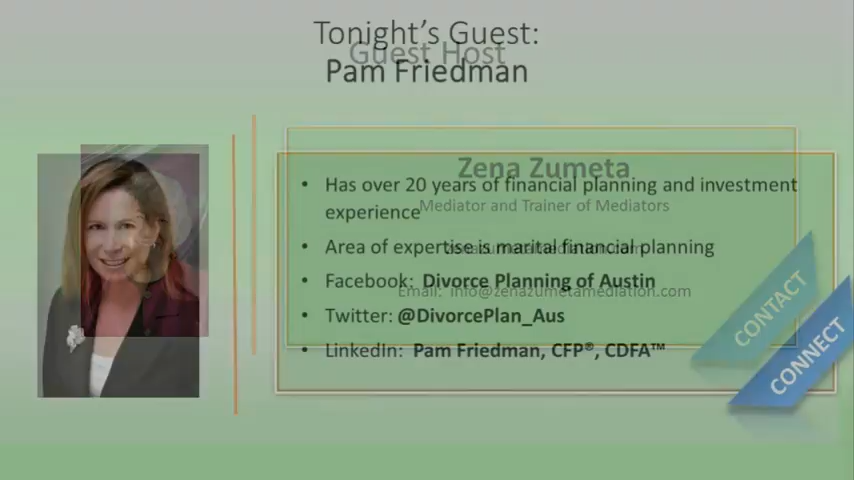 Tonight's Guest:
Guest Host
Pam Friedman
Zena Zumeta
• Has over 20 years of financial planning and investment
experience
Mediator and Trainer of Mediators
• Area of expertise is marital financial planning
• Facebook: Divorce Planning of Austin
Email: info@zenazumetamediation.com
• Twitter: @DivorcePlan_Aus
• LinkedIn: Pam Friedman, CFP®, CDFA™
CONTACT
CONNECT